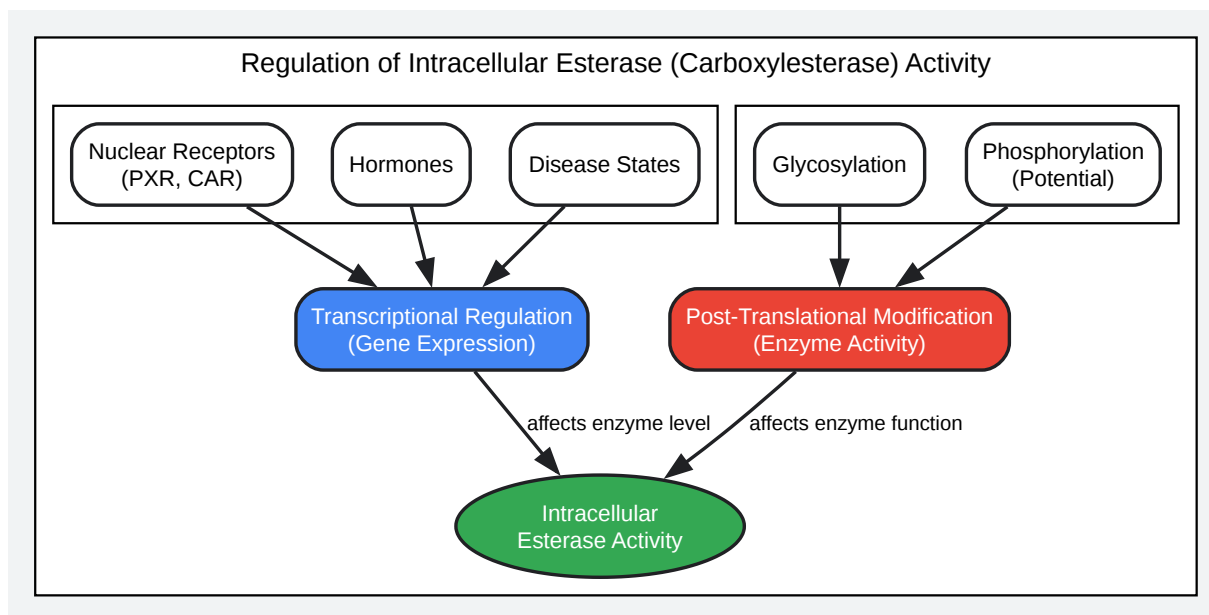 Regulation of Intracellular Esterase (Carboxylesterase) Activity
Nuclear Receptors
(PXR, CAR)
Hormones
Disease States
Glycosylation
Phosphorylation
(Potential)
Transcriptional Regulation
(Gene Expression)
Post-Translational Modification
(Enzyme Activity)
affects enzyme level
affects enzyme function
Intracellular
Esterase Activity